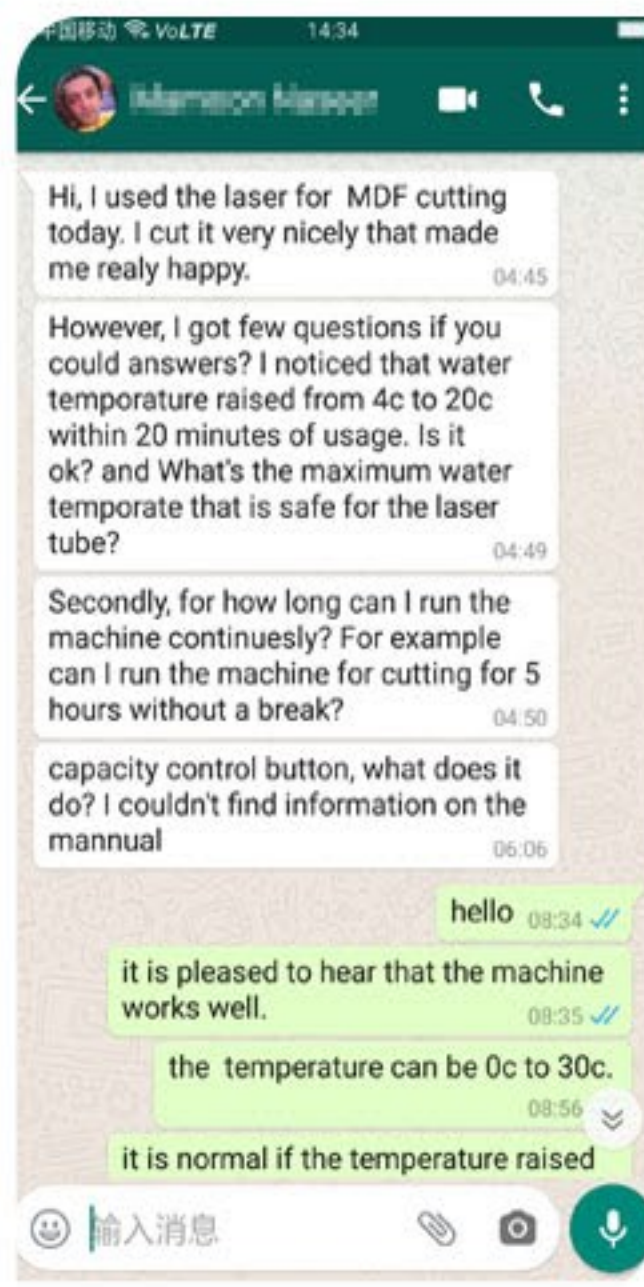 中国移动 VoLTE 14:34
Hi, I used the laser for MDF cutting
today. I cut it very nicely that made
me realy happy.
04:45
However, I got few questions if you
could answers? I noticed that water
temporature raised from 4c to 20c
within 20 minutes of usage. Is it
ok? and What's the maximum water
temporate that is safe for the laser
tube?
04:49
Secondly, for how long can I run the
machine continuesly? For example
can I run the machine for cutting for 5
hours without a break?
04:50
capacity control button, what does it
do? I couldn't find information on the
mannual
06:06
hello 08:34
it is pleased to hear that the machine
works well.
08:35
the temperature can be 0c to 30c.
08:56
it is normal if the temperature raised
输入消息